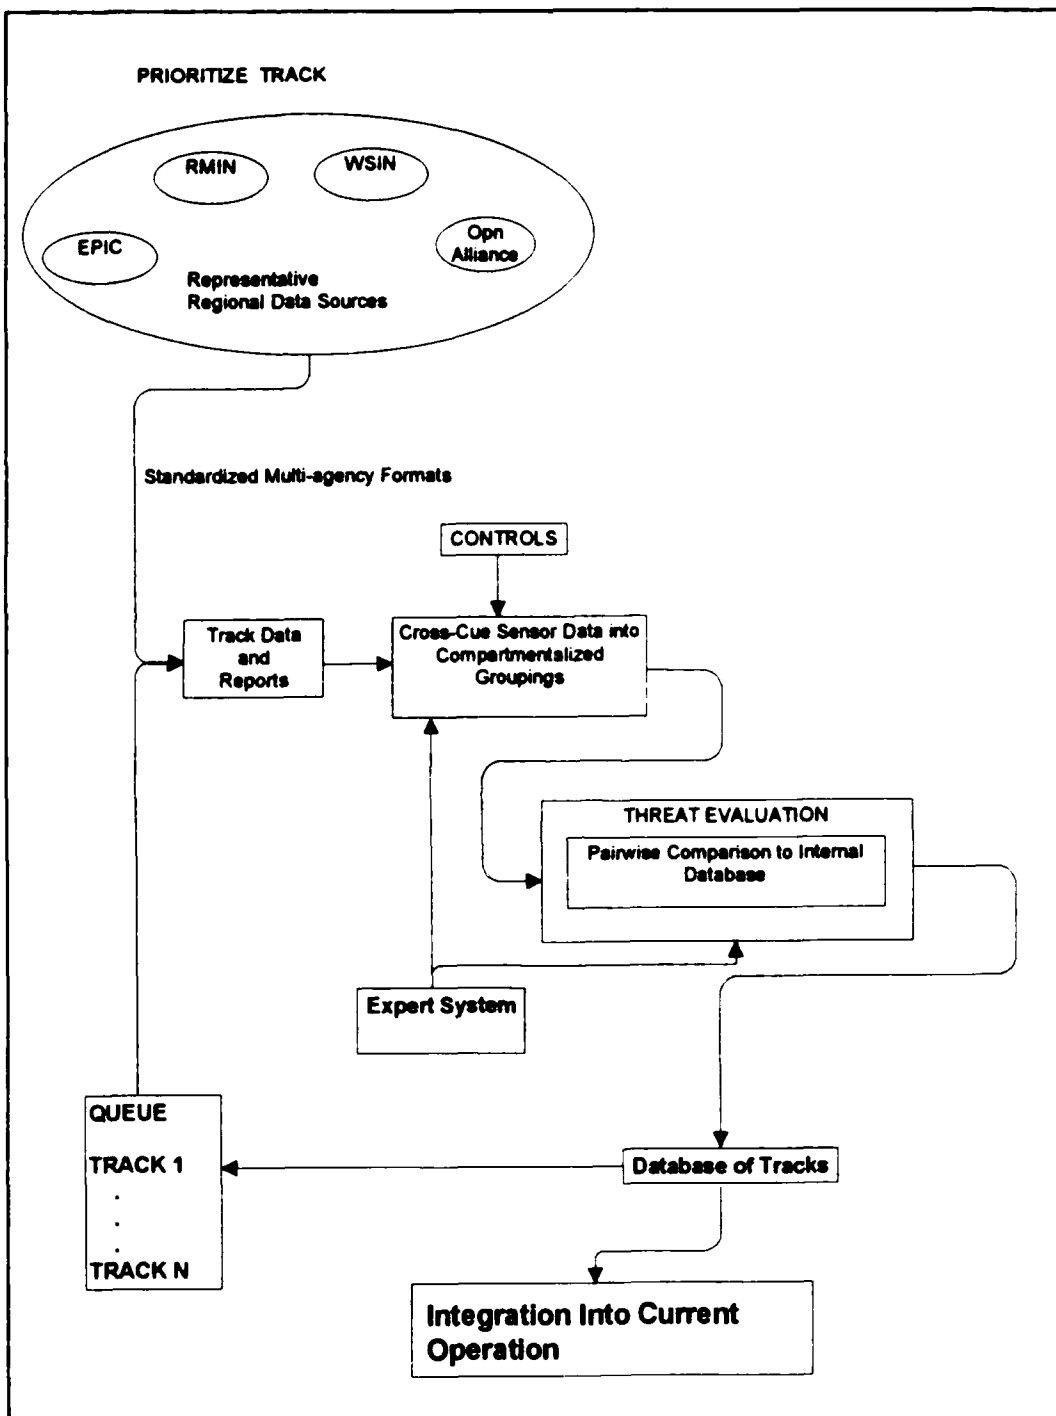 PRIORITIZE TRACK
RMIN
WSIN
EPIC
Opn
Alliance
Representative
Regional Data Sources
Standardized Multi-agency Formats
CONTROLS
Track Data
and
Reports
Cross-Cue Sensor Data into
Compartmentalized
Groupings
THREAT EVALUATION
Pairwise Comparison to Internal
Database
Expert System
QUEUE
TRACK 1
.
.
.
TRACK N
Database of Tracks
Integration Into Current
Operation